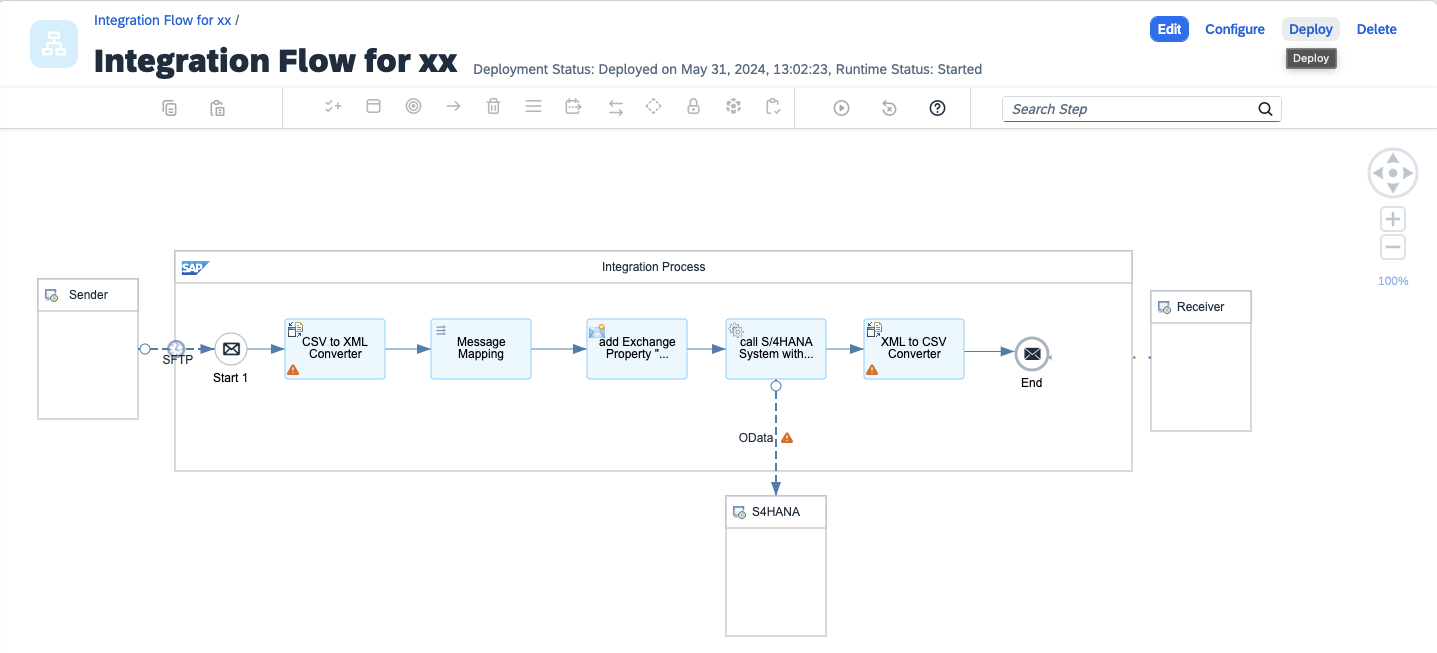 Integration Flow for xx /
Edit Configure Deploy Delete
Integration Flow for xx
Deployment Status: Deployed on May 31, 2024, 13:02:23, Runtime Status: Started
Deploy
Search Step
SAP
Integration Process
Sender
SFTP
Start 1
CSV to XML
Converter
Message
Mapping
add Exchange
Property "...
call S/4HANA
System with...
XML to CSV
Converter
End
Receiver
100%
OData
S4HANA